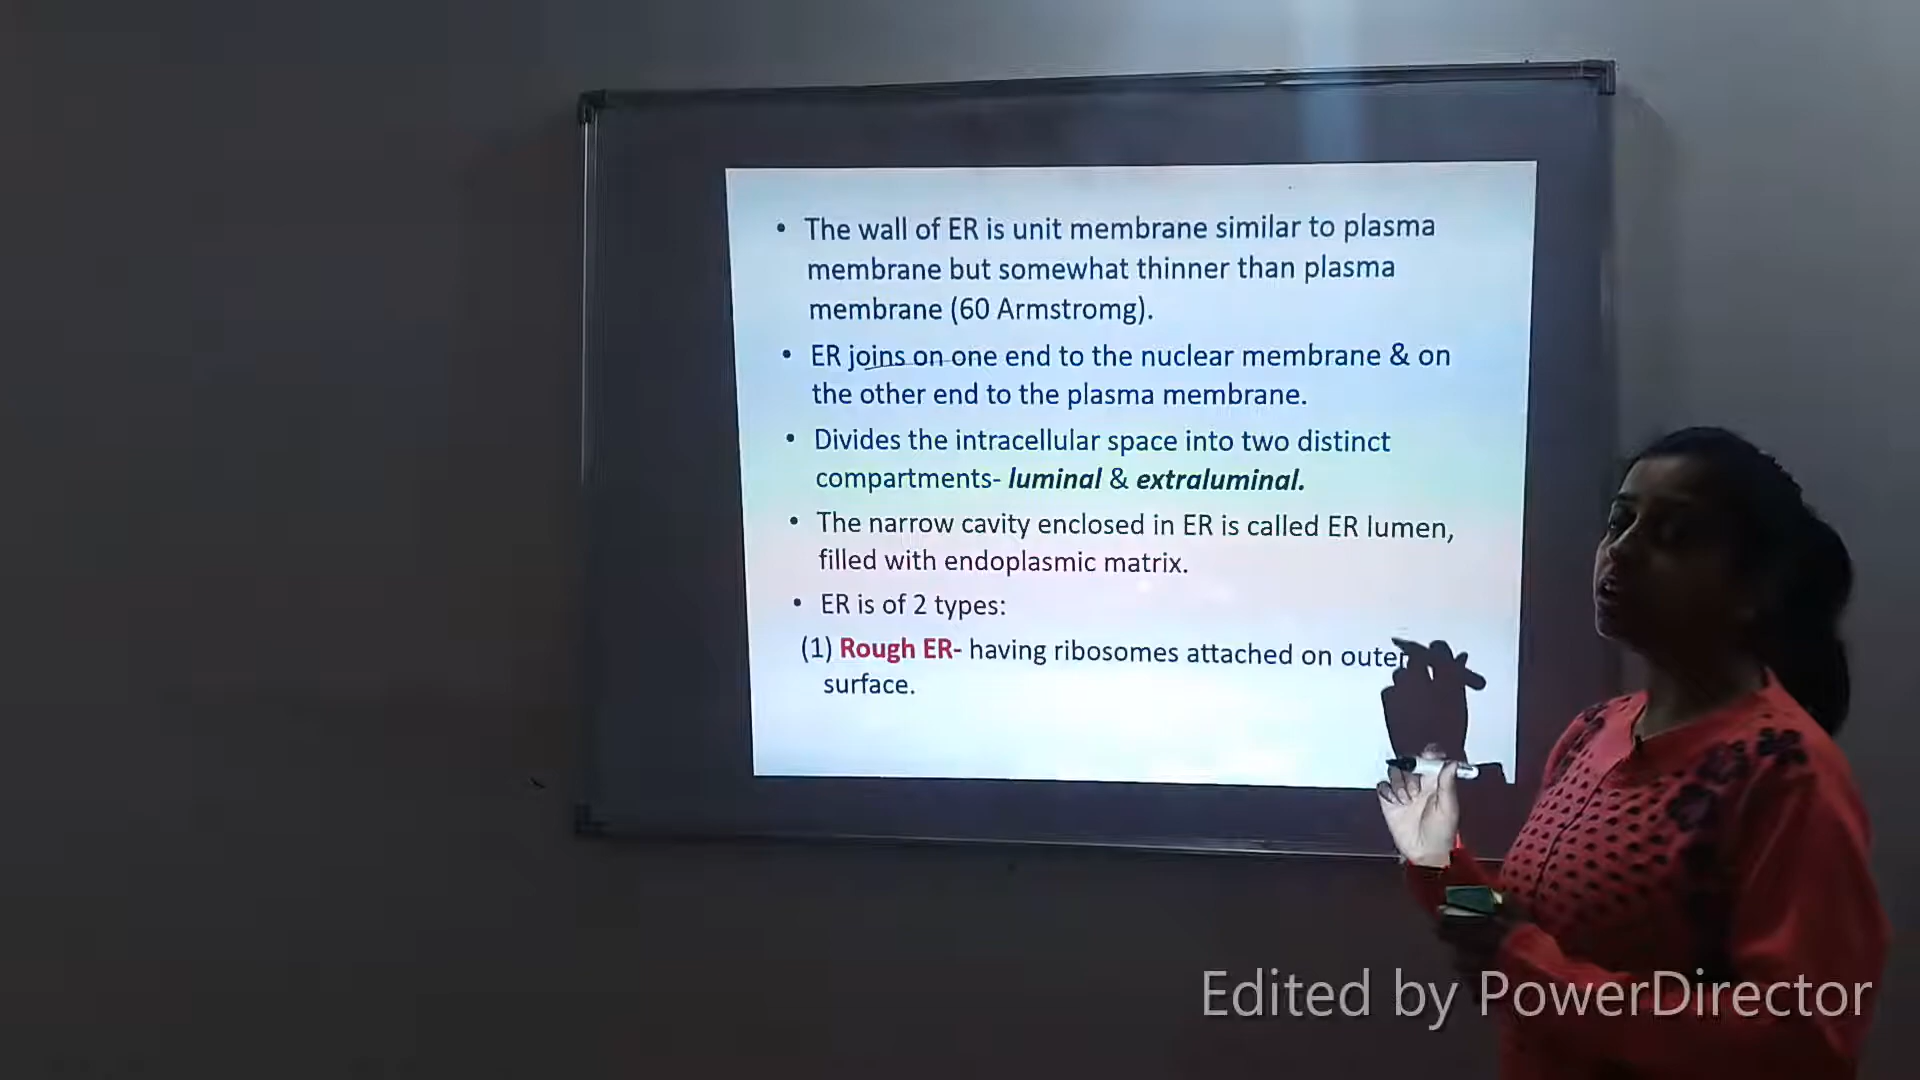 • The wall of ER is unit membrane similar to plasma
membrane but somewhat thinner than plasma
membrane (60 Armstromg).
• ER joins on one end to the nuclear membrane & on
the other end to the plasma membrane.
• Divides the intracellular space into two distinct
compartments- luminal & extraluminal.
• The narrow cavity enclosed in ER is called ER lumen,
filled with endoplasmic matrix.
• ER is of 2 types:
(1) Rough ER- having ribosomes attached on outer
surface.
Edited by PowerDirector